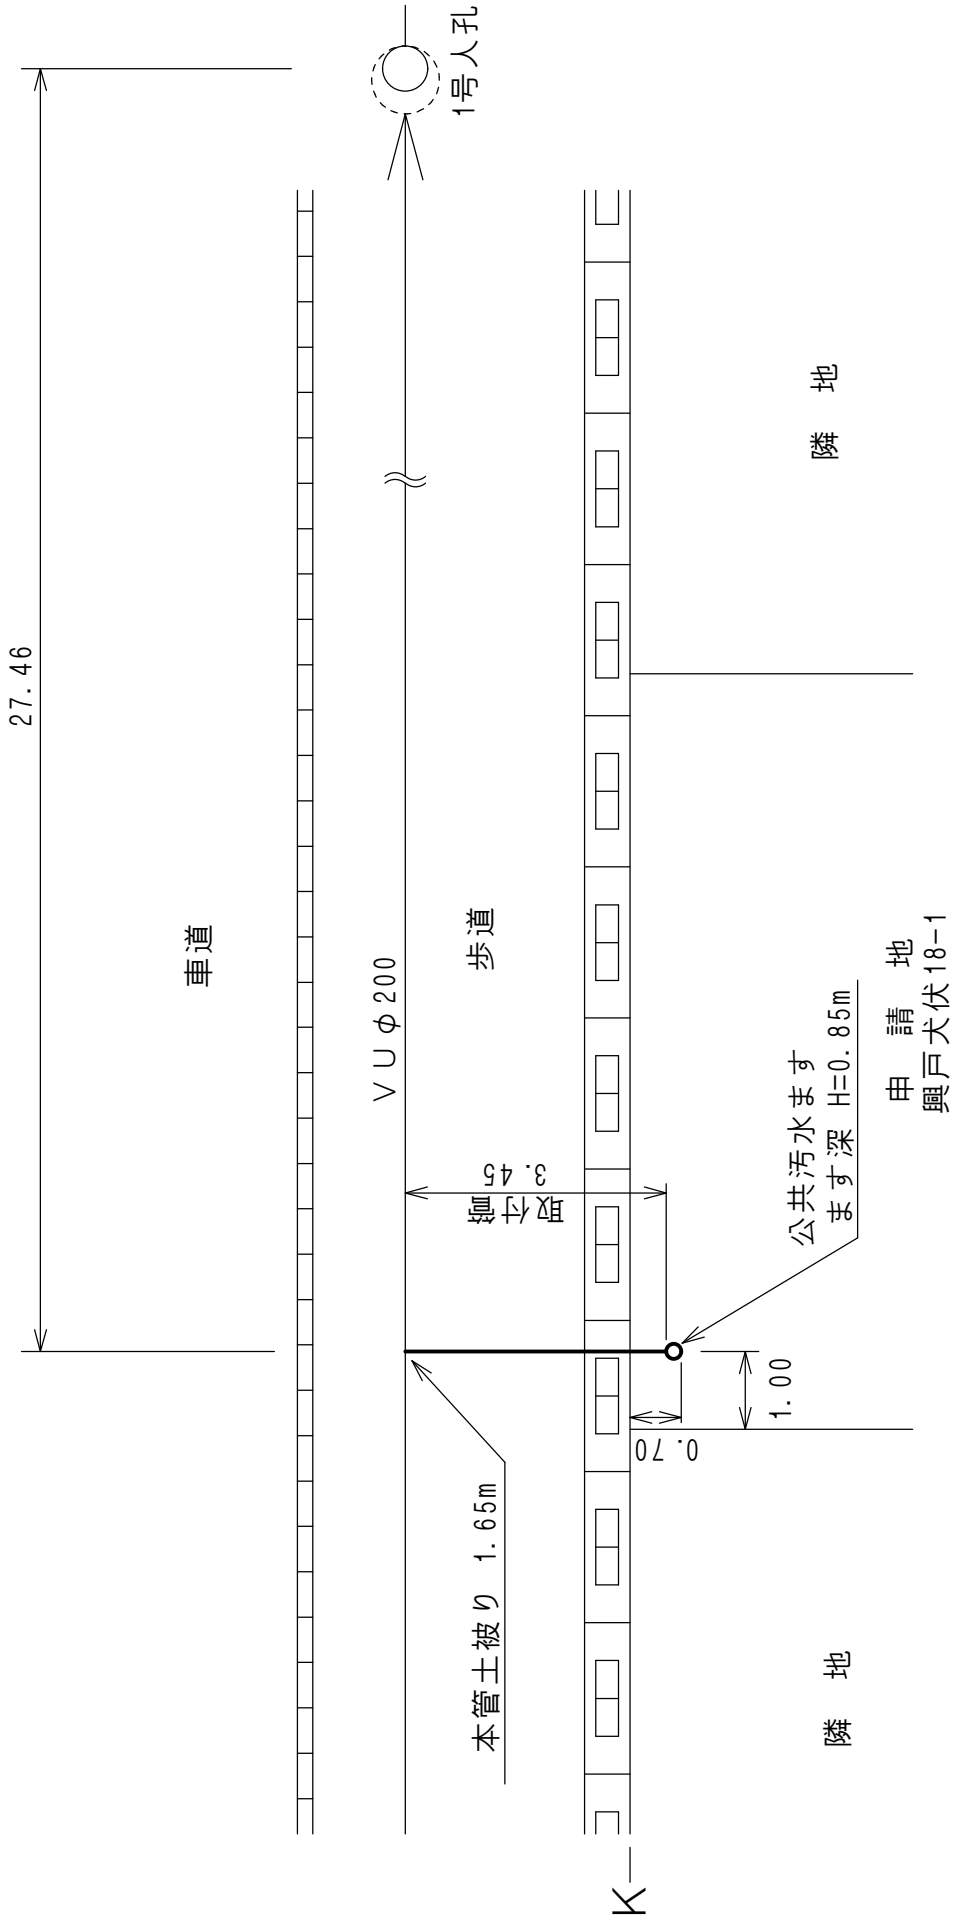 27.46
1号人孔
車道
VUφ200
歩道
取付管
3.45
本管土被り 1.65m
公共汚水ます
ます深 H=0.85m
申 請 地
興戸犬伏18-1
隣 地
隣 地
1.00
0.70
K